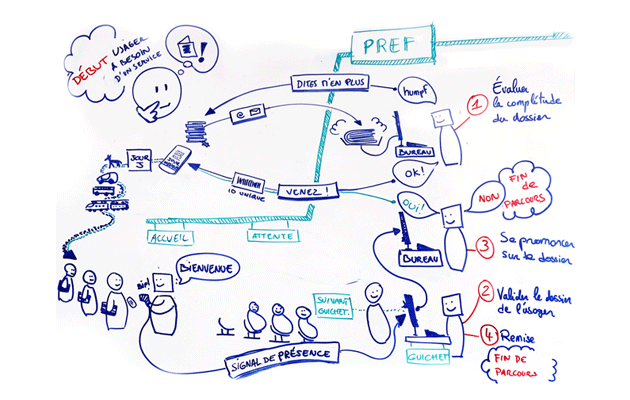 DÉBUT
USAGER
A BESOIN
D'UN SERVICE
!
PREF
DITES M'EN PLUS
humpf
1
Évaluer
la complétude
du dossier
@
BUREAU
OK!
JOUR
J
VENEZ!
ID UNIQUE
OUI!
NON
FIN
DE
PARCOURS
ACCUEIL
ATTENTE
BUREAU
3
Se prononcer
sur le dossier
BIP!
BIENVENUE
SUIVANT
GUICHET
2
Valider le dossier
de l'usager
4
Remise
GUICHET
FIN DE
PARCOURS
SIGNAL DE PRÉSENCE